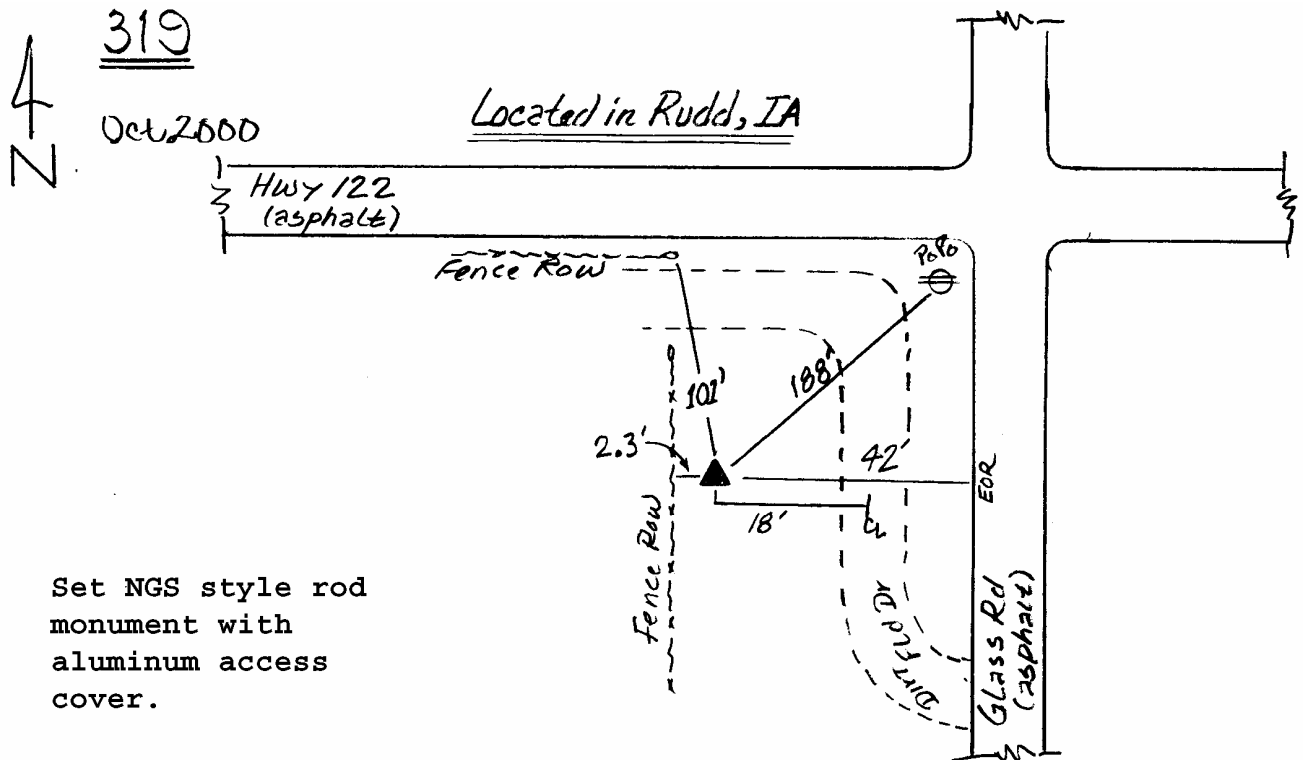 319
Oct 2000
N
Located in Rudd, IA
Hwy 122
(asphalt)
Fence Row
PoPo
188'
101'
2.3'
42'
EOR
18'
CL
Fence Row
Dirt Fld Dr
Glass Rd
(asphalt)
Set NGS style rod
monument with
aluminum access
cover.